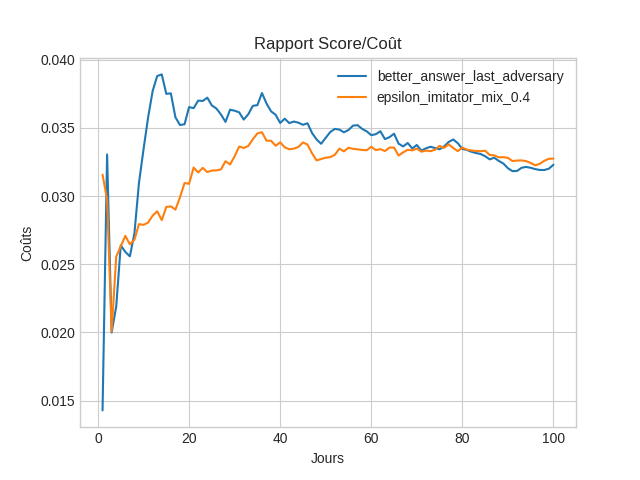 Rapport Score/Coût
better_answer_last_adversary
epsilon_imitator_mix_0.4
0.040
0.035
0.030
0.025
0.020
0.015
Coûts
0
20
40
60
80
100
Jours